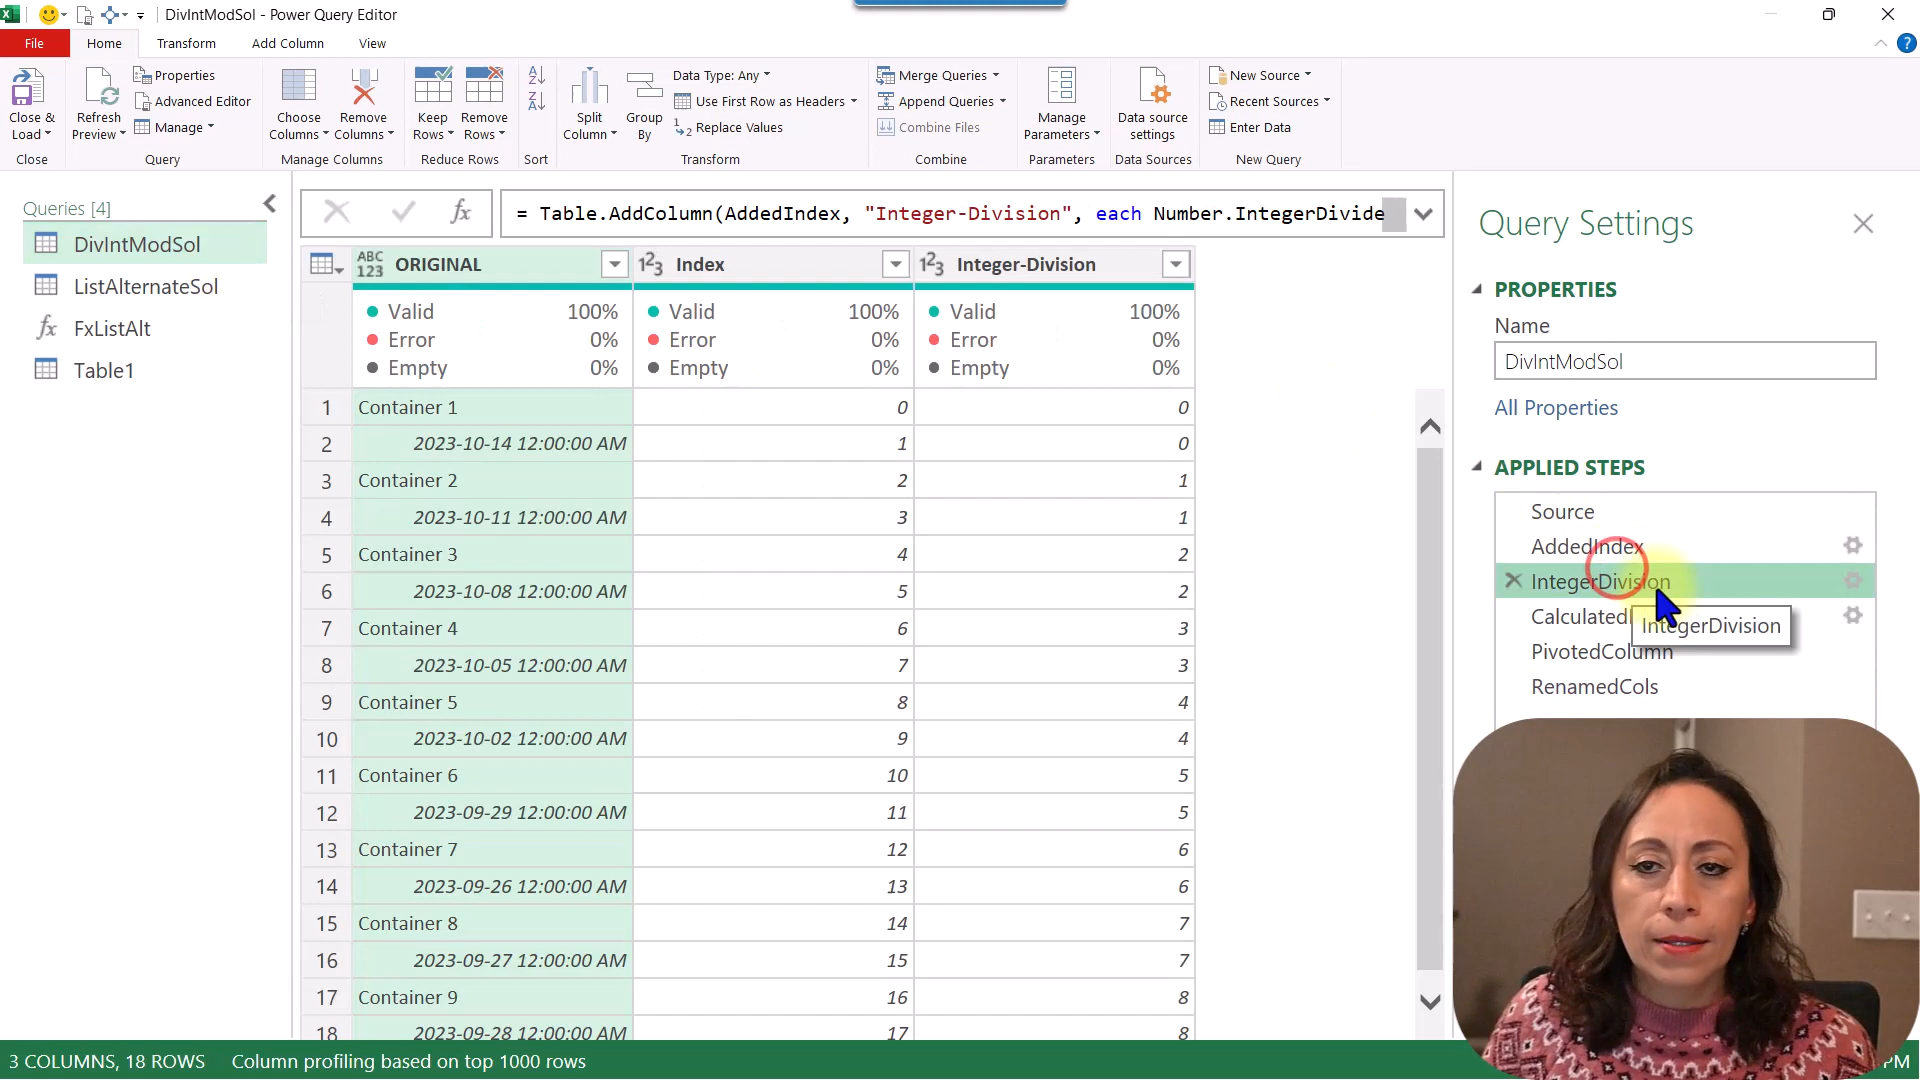 DivIntModSol - Power Query Editor
File Home Transform Add Column View
Close & Load
Close
Refresh Preview
Properties
Advanced Editor
Manage
Query
Choose Columns
Remove Columns
Manage Columns
Keep Rows
Remove Rows
Reduce Rows
A Z
Z A
Sort
Split Column
Group By
Data Type: Any
Use First Row as Headers
1 2 Replace Values
Transform
Merge Queries
Append Queries
Combine Files
Combine
Manage Parameters
Parameters
Data source settings
Data Sources
New Source
Recent Sources
Enter Data
New Query
Queries [4]
DivIntModSol
ListAlternateSol
fx FxListAlt
Table1
fx = Table.AddColumn(AddedIndex, "Integer-Division", each Number.IntegerDivide
ABC 123 ORIGINAL 123 Index 123 Integer-Division
Valid 100% Valid 100% Valid 100%
Error 0% Error 0% Error 0%
Empty 0% Empty 0% Empty 0%
1 Container 1 0 0
2 2023-10-14 12:00:00 AM 1 0
3 Container 2 2 1
4 2023-10-11 12:00:00 AM 3 1
5 Container 3 4 2
6 2023-10-08 12:00:00 AM 5 2
7 Container 4 6 3
8 2023-10-05 12:00:00 AM 7 3
9 Container 5 8 4
10 2023-10-02 12:00:00 AM 9 4
11 Container 6 10 5
12 2023-09-29 12:00:00 AM 11 5
13 Container 7 12 6
14 2023-09-26 12:00:00 AM 13 6
15 Container 8 14 7
16 2023-09-27 12:00:00 AM 15 7
17 Container 9 16 8
18 2023-09-28 12:00:00 AM 17 8
Query Settings
PROPERTIES
Name
DivIntModSol
All Properties
APPLIED STEPS
Source
AddedIndex
IntegerDivision
Calculated
IntegerDivision
PivotedColumn
RenamedCols
3 COLUMNS, 18 ROWS Column profiling based on top 1000 rows
PM